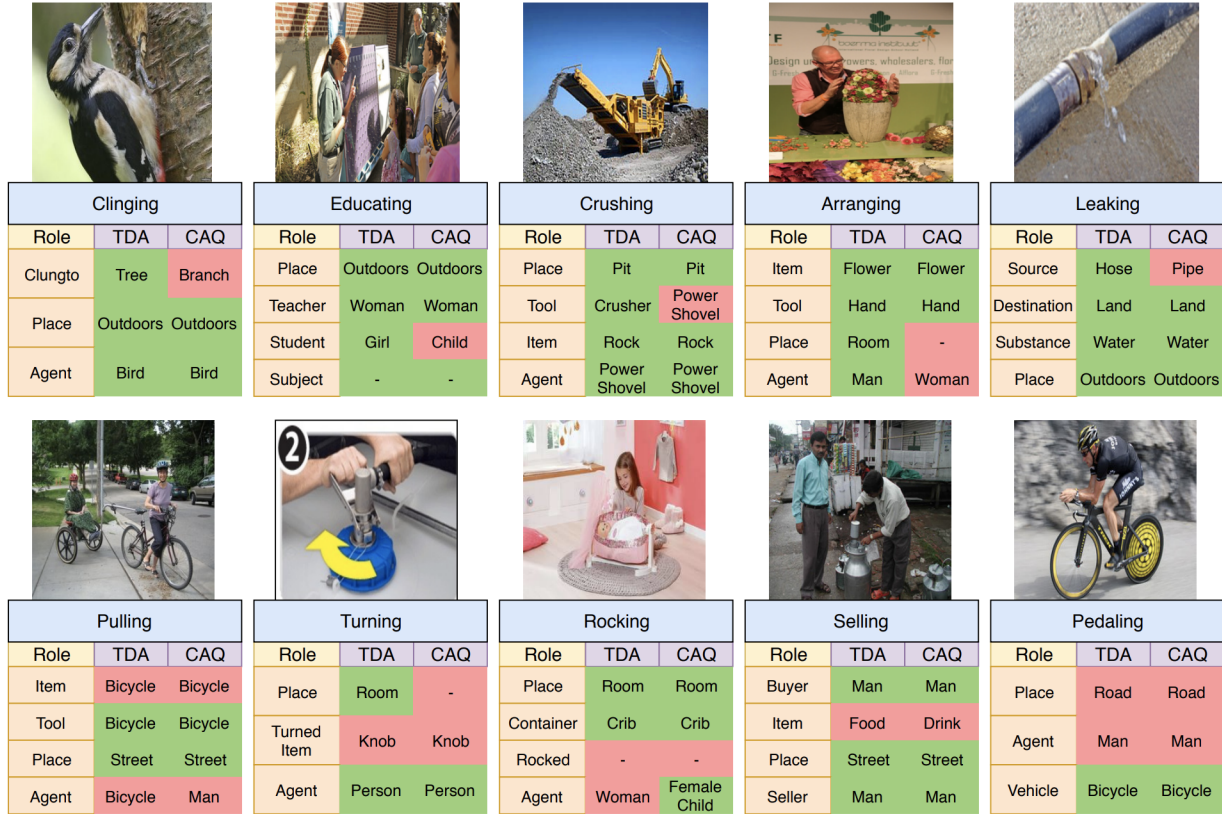 TF
boerma instituut
growers, wholesalers, flor
Clinging
Role TDA CAQ
Clungto Tree Branch
Place Outdoors Outdoors
Agent Bird Bird
Educating
Role TDA CAQ
Place Outdoors Outdoors
Teacher Woman Woman
Student Girl Child
Subject - -
Crushing
Role TDA CAQ
Place Pit Pit
Tool Crusher Power
Shovel
Item Rock Rock
Agent Power Power
Shovel Shovel
Arranging
Role TDA CAQ
Item Flower Flower
Tool Hand Hand
Place Room -
Agent Man Woman
Leaking
Role TDA CAQ
Source Hose Pipe
Destination Land Land
Substance Water Water
Place Outdoors Outdoors
Pulling
Role TDA CAQ
Item Bicycle Bicycle
Tool Bicycle Bicycle
Place Street Street
Agent Bicycle Man
2
Turning
Role TDA CAQ
Place Room -
Turned
Item Knob Knob
Agent Person Person
Rocking
Role TDA CAQ
Place Room Room
Container Crib Crib
Rocked - -
Agent Woman Female
Child
Selling
Role TDA CAQ
Buyer Man Man
Item Food Drink
Place Street Street
Seller Man Man
Pedaling
Role TDA CAQ
Place Road Road
Agent Man Man
Vehicle Bicycle Bicycle